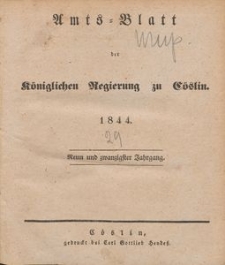 Amts=Blatt
der
Königlichen Regierung zu Cöslin.
1844.
29
Neun und zwanzigster Jahrgang.
Cöslin,
gedruckt bei Carl Gottlieb Hendeß.